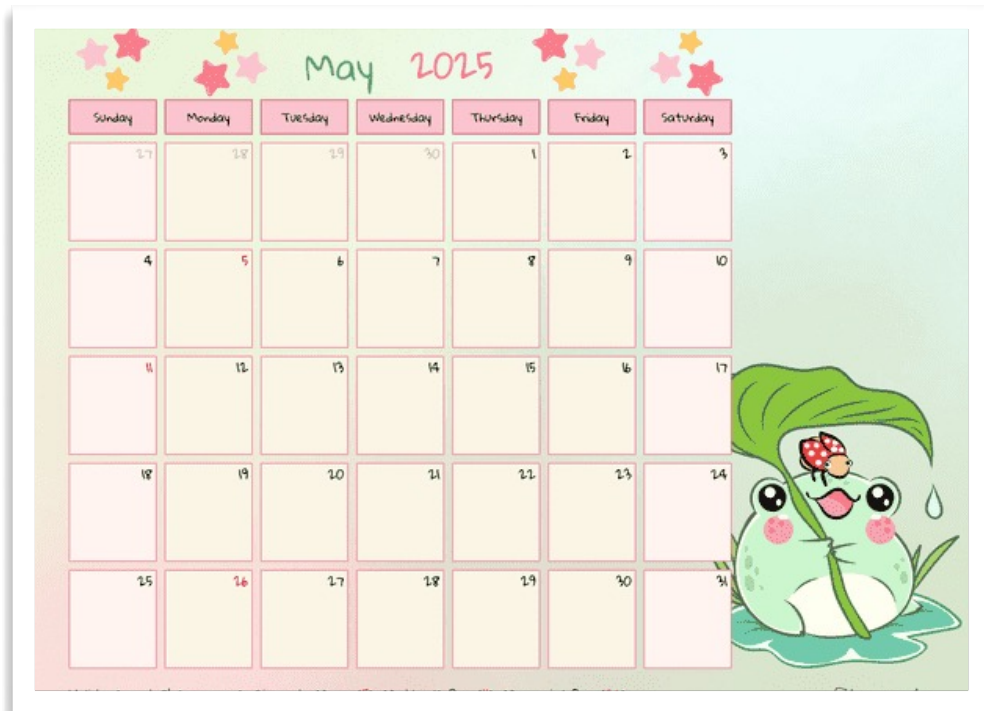 May 2025
Sunday Monday Tuesday Wednesday Thursday Friday Saturday
27 28 29 30 1 2 3
4 5 6 7 8 9 10
11 12 13 14 15 16 17
18 19 20 21 22 23 24
25 26 27 28 29 30 31